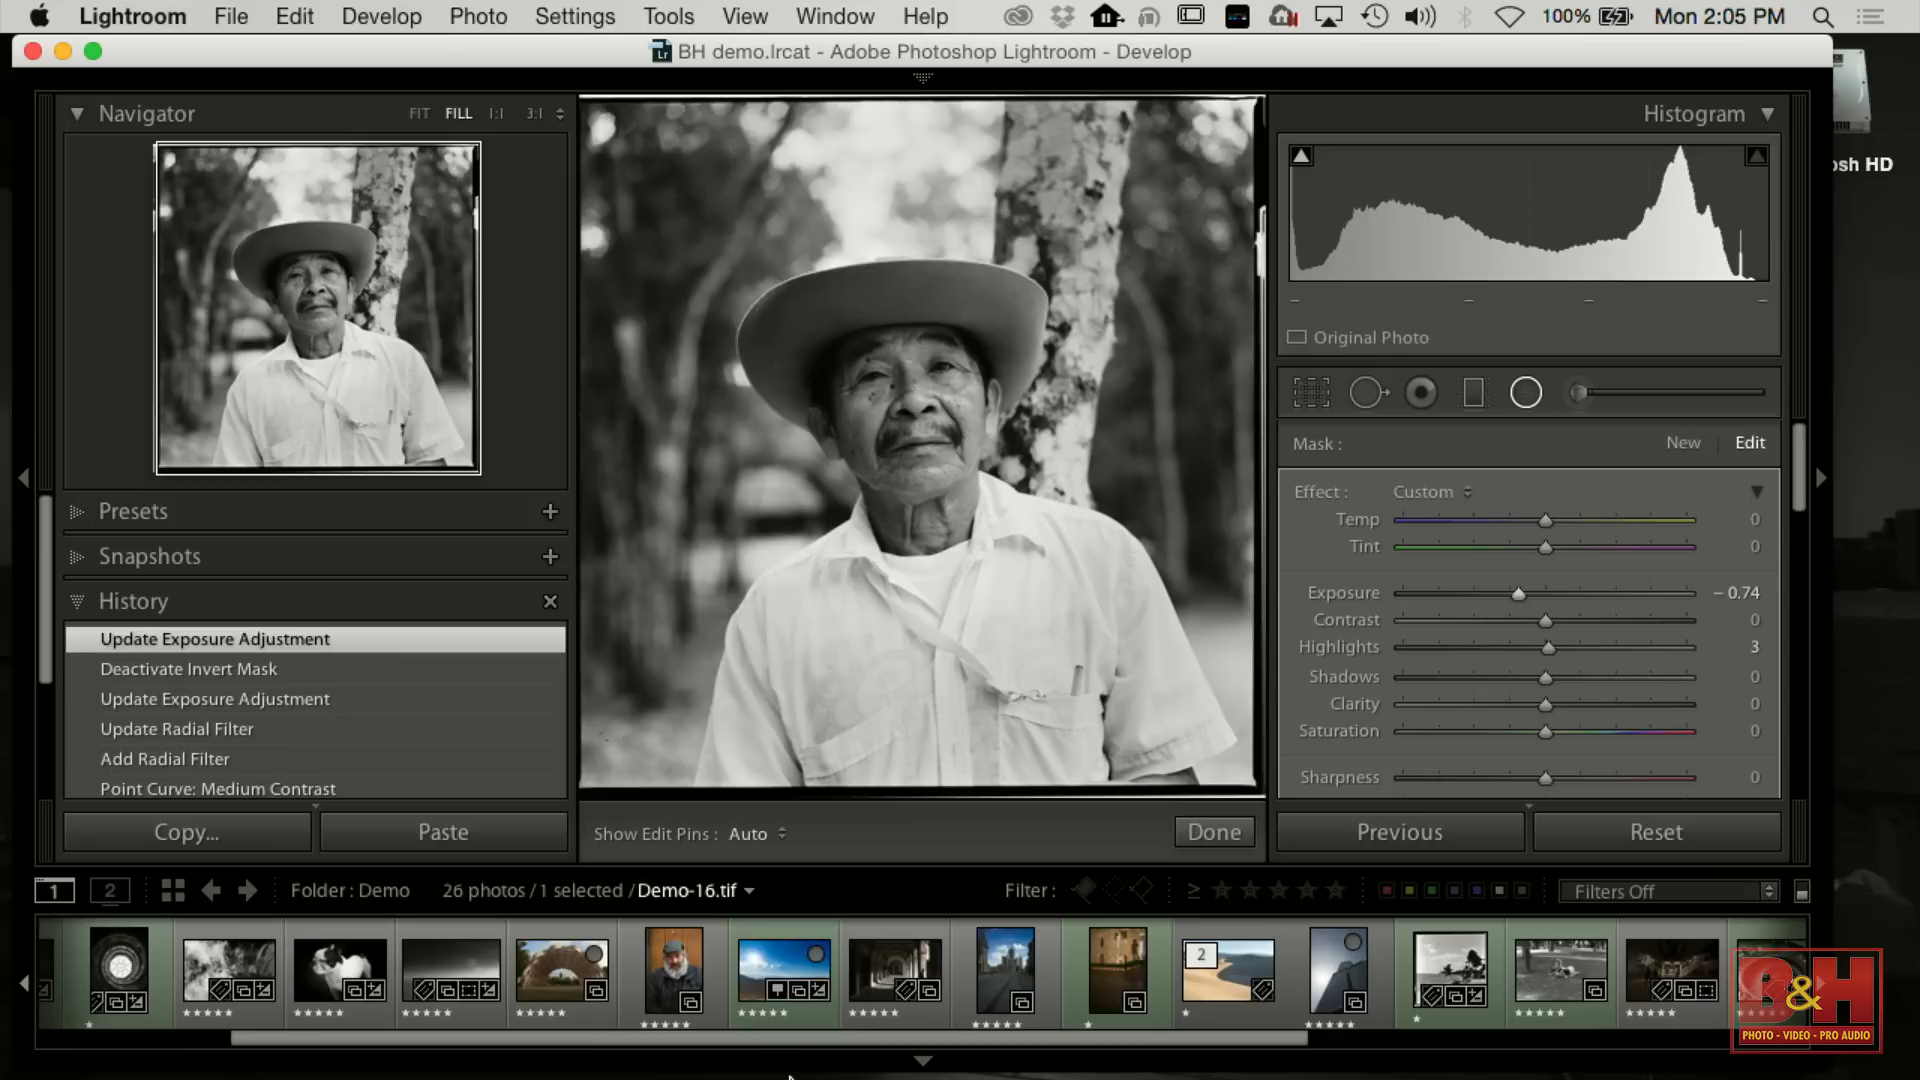 Lightroom File Edit Develop Photo Settings Tools View Window Help 100% Mon 2:05 PM
BH demo.lrcat - Adobe Photoshop Lightroom - Develop
osh HD
Navigator FIT FILL 1:1 3:1
Histogram
Original Photo
Mask : New Edit
Effect : Custom
Temp 0
Tint 0
Exposure – 0.74
Contrast 0
Highlights 3
Shadows 0
Clarity 0
Saturation 0
Sharpness 0
Presets
Snapshots
History
Update Exposure Adjustment
Deactivate Invert Mask
Update Exposure Adjustment
Update Radial Filter
Add Radial Filter
Point Curve: Medium Contrast
Copy... Paste
Show Edit Pins : Auto Done
Previous Reset
1 2 Folder : Demo 26 photos / 1 selected / Demo-16.tif Filter : ≥ Filters Off
2
B&H
PHOTO - VIDEO - PRO AUDIO